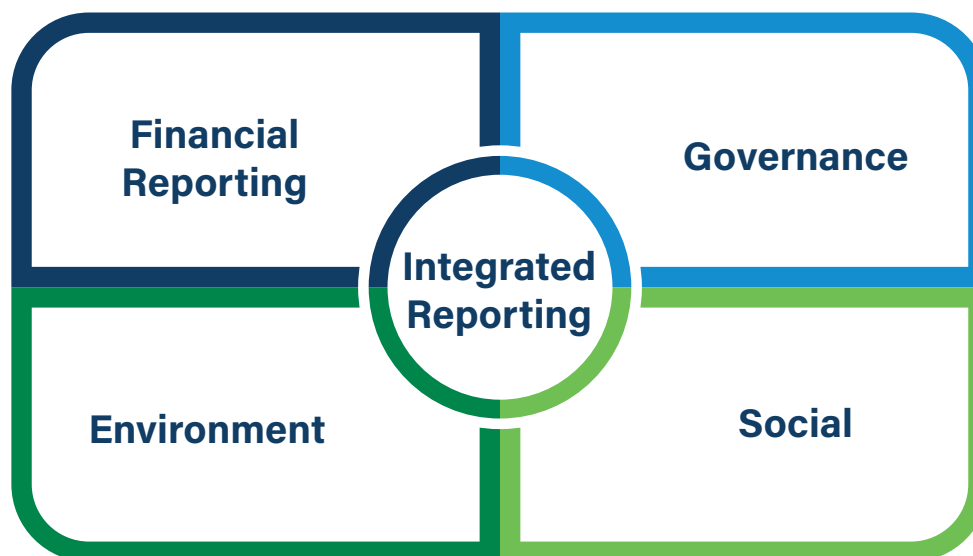 Financial
Reporting
Governance
Integrated
Reporting
Environment
Social